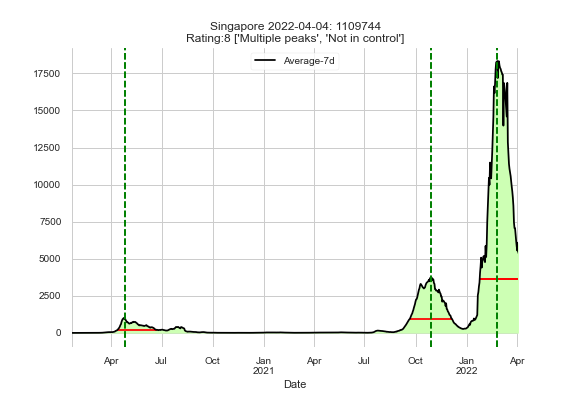 Singapore 2022-04-04: 1109744
Rating:8 ['Multiple peaks', 'Not in control']
Average-7d
17500
15000
12500
10000
7500
5000
2500
0
Apr Jul Oct Jan Apr Jul Oct Jan Apr
2021 2022
Date